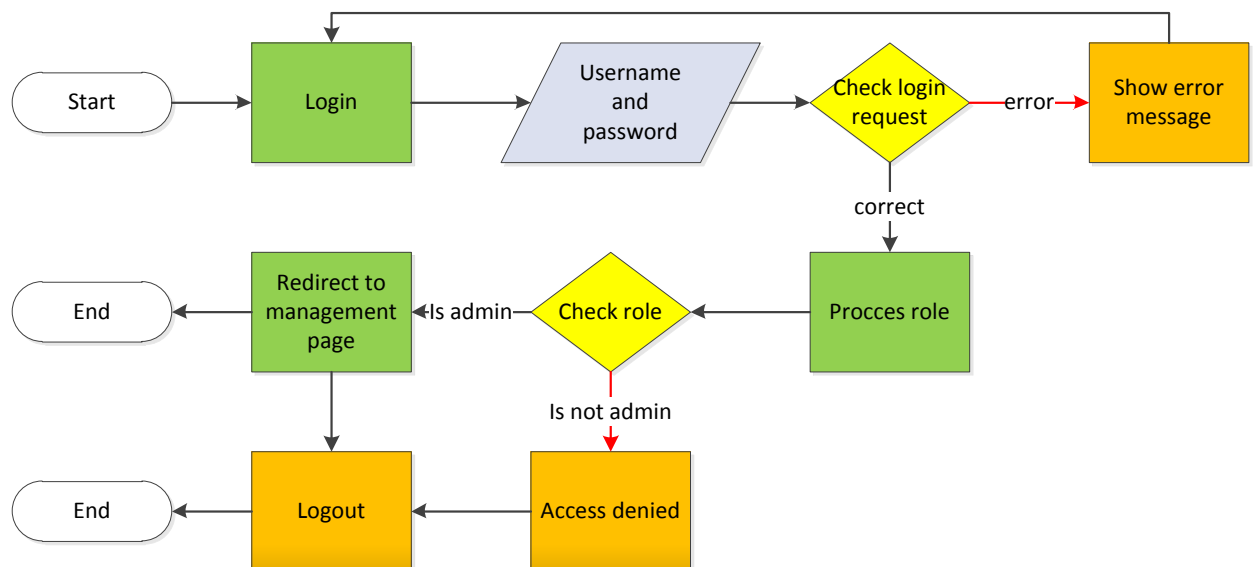 Start
Login
Username
and
password
Check login
request
error
Show error
message
correct
End
Redirect to
management
page
Is admin
Check role
Procces role
Is not admin
End
Logout
Access denied